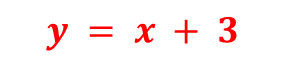 y = x + 3